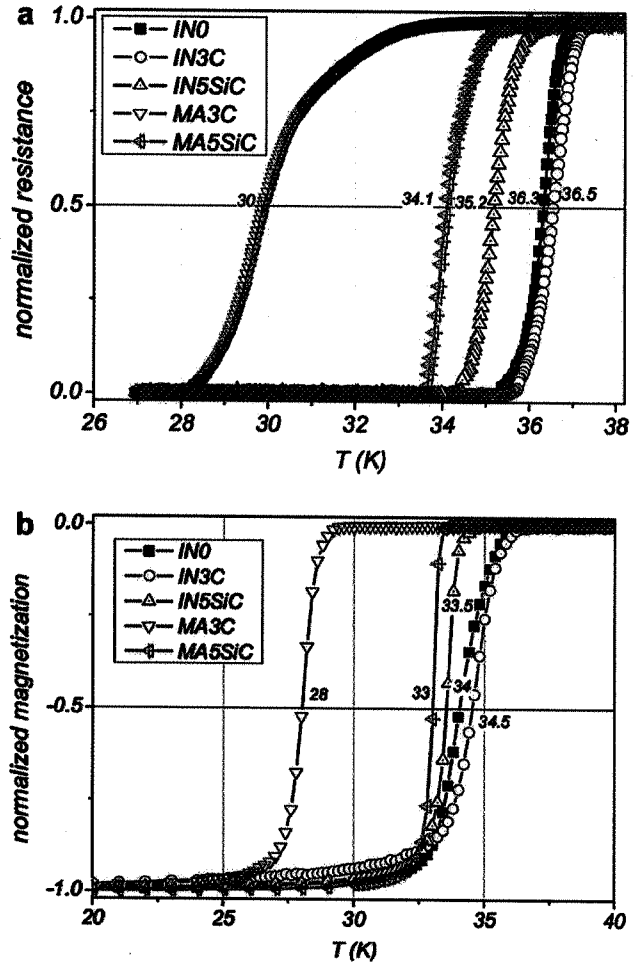 a
1.0
IN0
IN3C
IN5SiC
MA3C
MA5SiC
normalized resistance
0.5
30
34.1
35.2
36.3
36.5
0.0
26
28
30
32
34
36
38
T (K)
b
0.0
IN0
IN3C
IN5SiC
MA3C
MA5SiC
normalized magnetization
33.5
28
33
34
-0.5
34.5
-1.0
20
25
30
35
40
T (K)